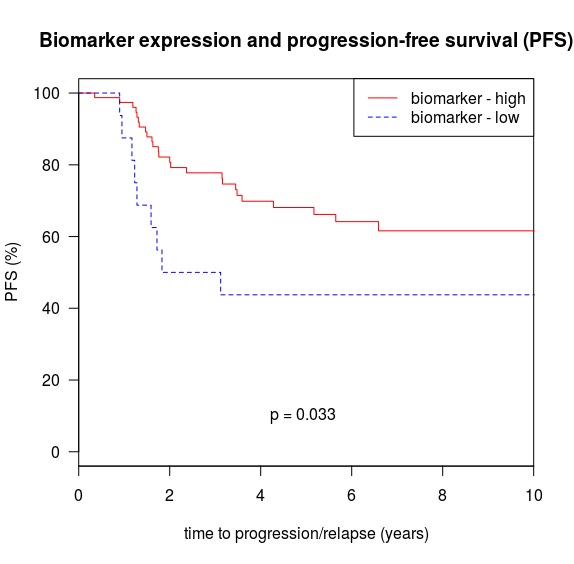 Biomarker expression and progression-free survival (PFS)
biomarker - high
biomarker - low
PFS (%)
100
80
60
40
20
0
p = 0.033
0 2 4 6 8 10
time to progression/relapse (years)